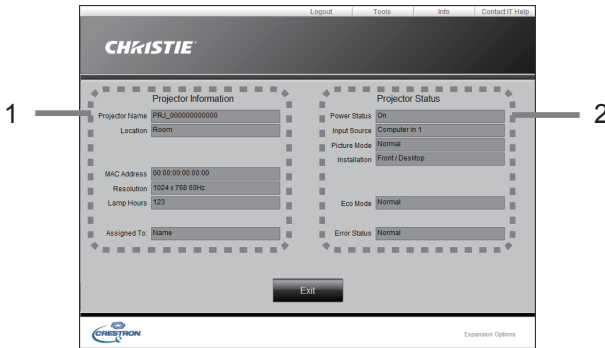 Logout Tools Info Contact IT Help
CHRISTIE
1
2
Projector Information
Projector Name PRJ_000000000000
Location Room
MAC Address 00:00:00:00:00:00
Resolution 1024 x 768 60Hz
Lamp Hours 123
Assigned To: Name
Projector Status
Power Status On
Input Source Computer in 1
Picture Mode Normal
Installation Front / Desktop
Eco Mode Normal
Error Status Normal
Exit
CRESTRON
Expansion Options